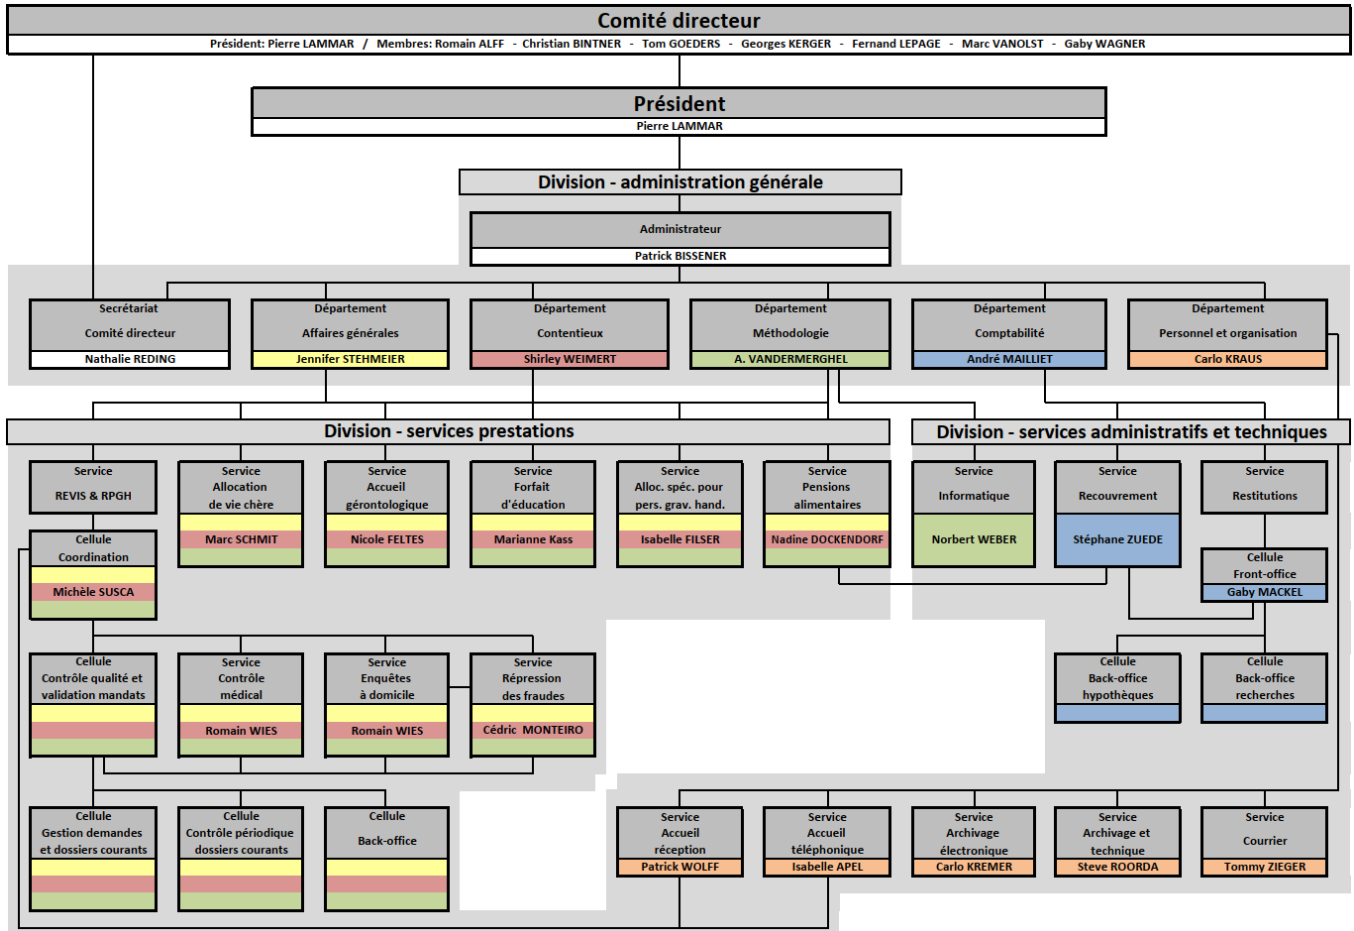 Comité directeur
Président: Pierre LAMMAR / Membres: Romain ALFF - Christian BINTNER - Tom GOEDERS - Georges KERGER - Fernand LEPAGE - Marc VANOLST - Gaby WAGNER
Président
Pierre LAMMAR
Division - administration générale
Administrateur
Patrick BISSENER
Secrétariat
Comité directeur
Nathalie REDING
Département
Affaires générales
Jennifer STEHMEIER
Département
Contentieux
Shirley WEIMERT
Département
Méthodologie
A. VANDERMERGHEL
Département
Comptabilité
André MAILLIET
Département
Personnel et organisation
Carlo KRAUS
Division - services prestations
Division - services administratifs et techniques
Service
REVIS & RPGH
Service
Allocation
de vie chère
Marc SCHMIT
Service
Accueil
gérontologique
Nicole FELTES
Service
Forfait
d'éducation
Marianne Kass
Service
Alloc. spéc. pour
pers. grav. hand.
Isabelle FILSER
Service
Pensions
alimentaires
Nadine DOCKENDORF
Service
Informatique
Norbert WEBER
Service
Recouvrement
Stéphane ZUEDE
Service
Restitutions
Cellule
Coordination
Michèle SUSCA
Cellule
Front-office
Gaby MACKEL
Cellule
Contrôle qualité et
validation mandats
Service
Contrôle
médical
Romain WIES
Service
Enquêtes
à domicile
Romain WIES
Service
Répression
des fraudes
Cédric MONTEIRO
Cellule
Back-office
hypothèques
Cellule
Back-office
recherches
Cellule
Gestion demandes
et dossiers courants
Cellule
Contrôle périodique
dossiers courants
Cellule
Back-office
Service
Accueil
réception
Patrick WOLFF
Service
Accueil
téléphonique
Isabelle APEL
Service
Archivage
électronique
Carlo KREMER
Service
Archivage et
technique
Steve ROORDA
Service
Courrier
Tommy ZIEGER